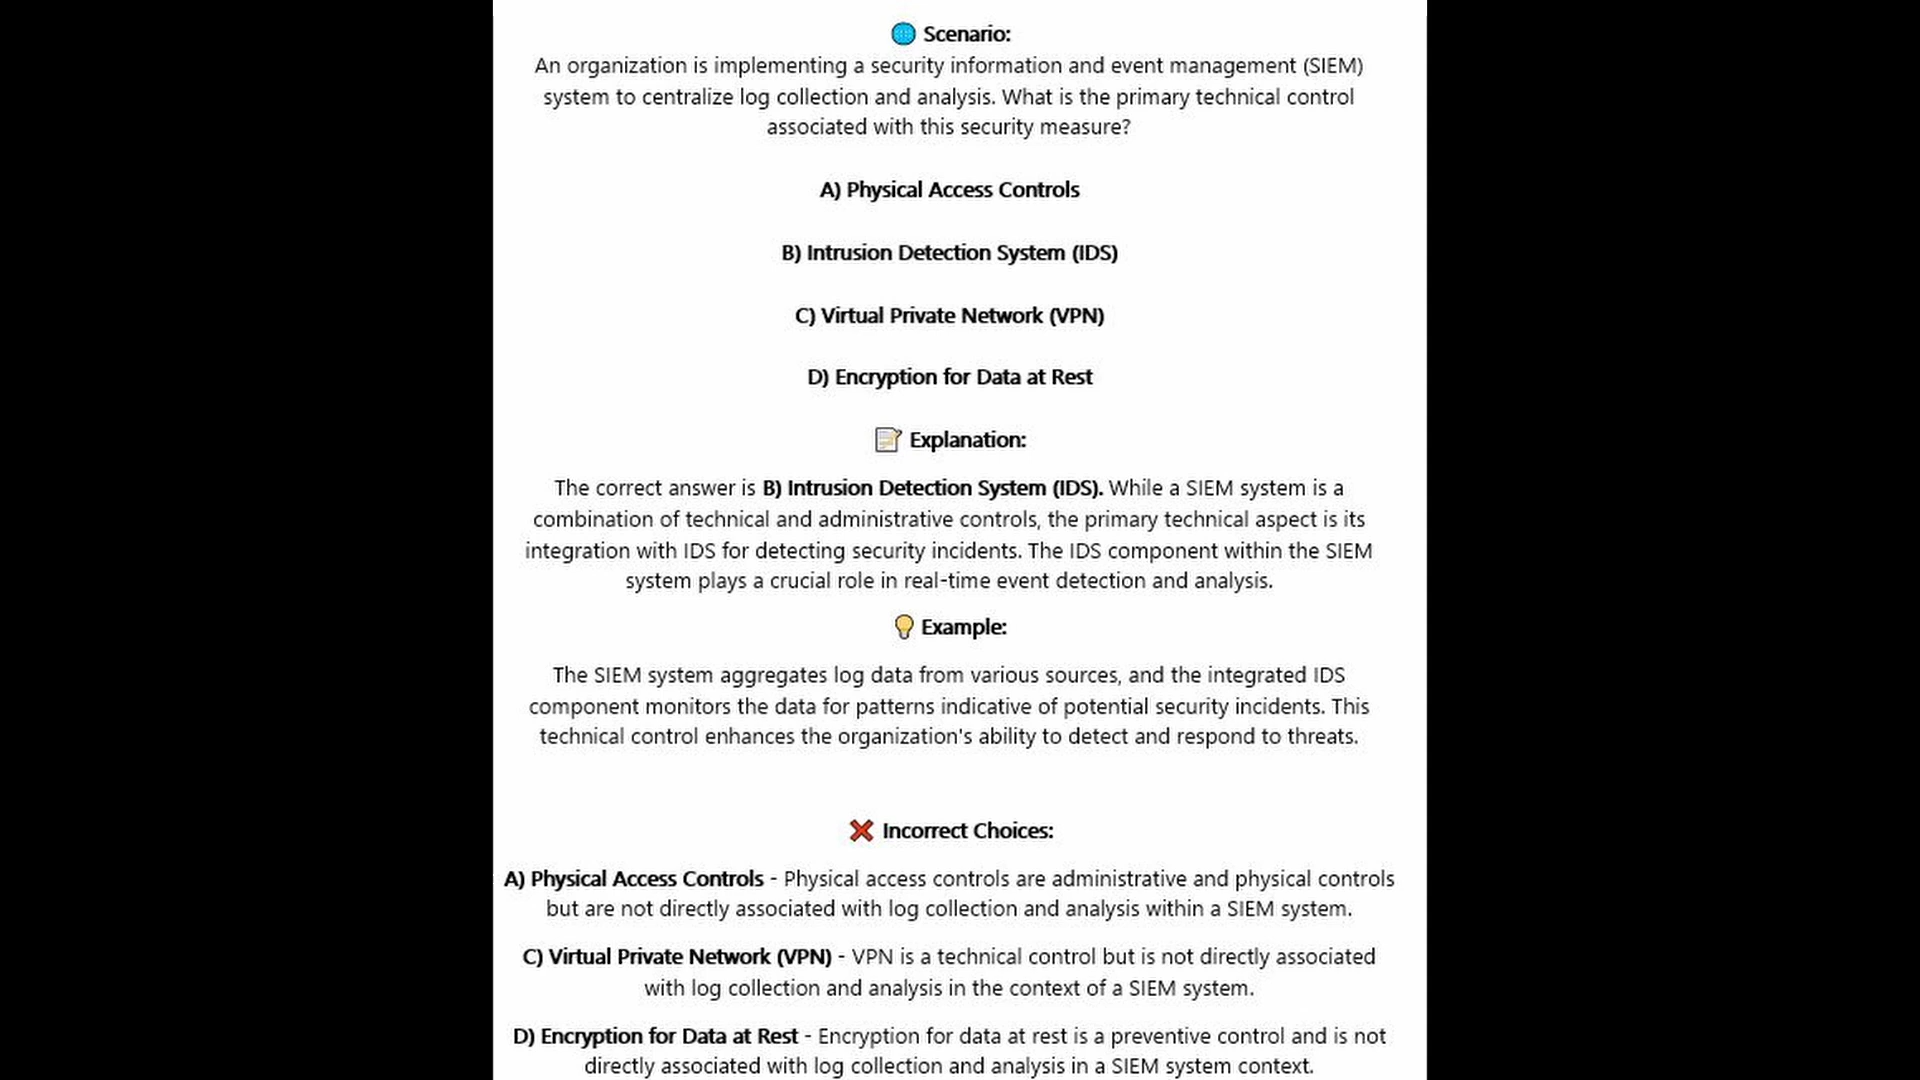 Scenario:
An organization is implementing a security information and event management (SIEM)
system to centralize log collection and analysis. What is the primary technical control
associated with this security measure?
A) Physical Access Controls
B) Intrusion Detection System (IDS)
C) Virtual Private Network (VPN)
D) Encryption for Data at Rest
Explanation:
The correct answer is B) Intrusion Detection System (IDS). While a SIEM system is a
combination of technical and administrative controls, the primary technical aspect is its
integration with IDS for detecting security incidents. The IDS component within the SIEM
system plays a crucial role in real-time event detection and analysis.
Example:
The SIEM system aggregates log data from various sources, and the integrated IDS
component monitors the data for patterns indicative of potential security incidents. This
technical control enhances the organization's ability to detect and respond to threats.
Incorrect Choices:
A) Physical Access Controls - Physical access controls are administrative and physical controls
but are not directly associated with log collection and analysis within a SIEM system.
C) Virtual Private Network (VPN) - VPN is a technical control but is not directly associated
with log collection and analysis in the context of a SIEM system.
D) Encryption for Data at Rest - Encryption for data at rest is a preventive control and is not
directly associated with log collection and analysis in a SIEM system context.